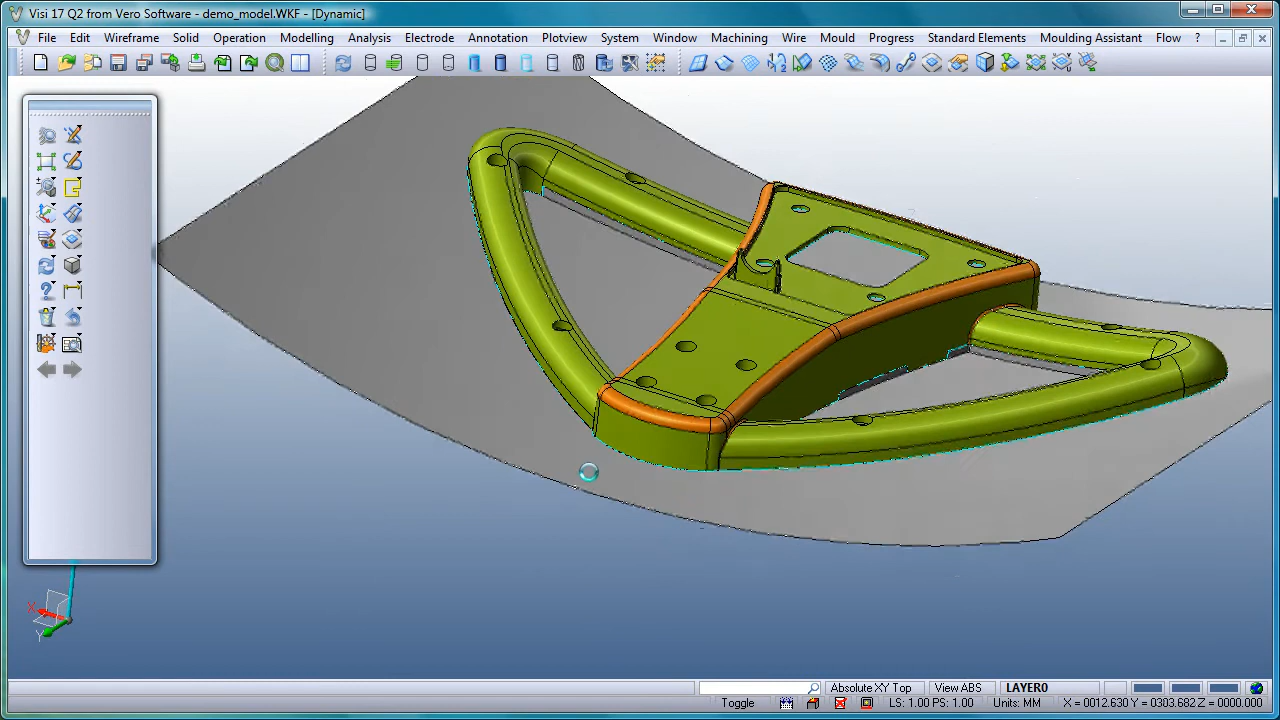 Visi 17 Q2 from Vero Software - demo_model.WKF - [Dynamic]
File Edit Wireframe Solid Operation Modelling Analysis Electrode Annotation Plotview System Window Machining Wire Mould Progress Standard Elements Moulding Assistant Flow ?
X
Y
Absolute XY Top View ABS LAYER0
Toggle LS: 1.00 PS: 1.00 Units: MM X = 0012.630 Y = 0303.682 Z = 0000.000